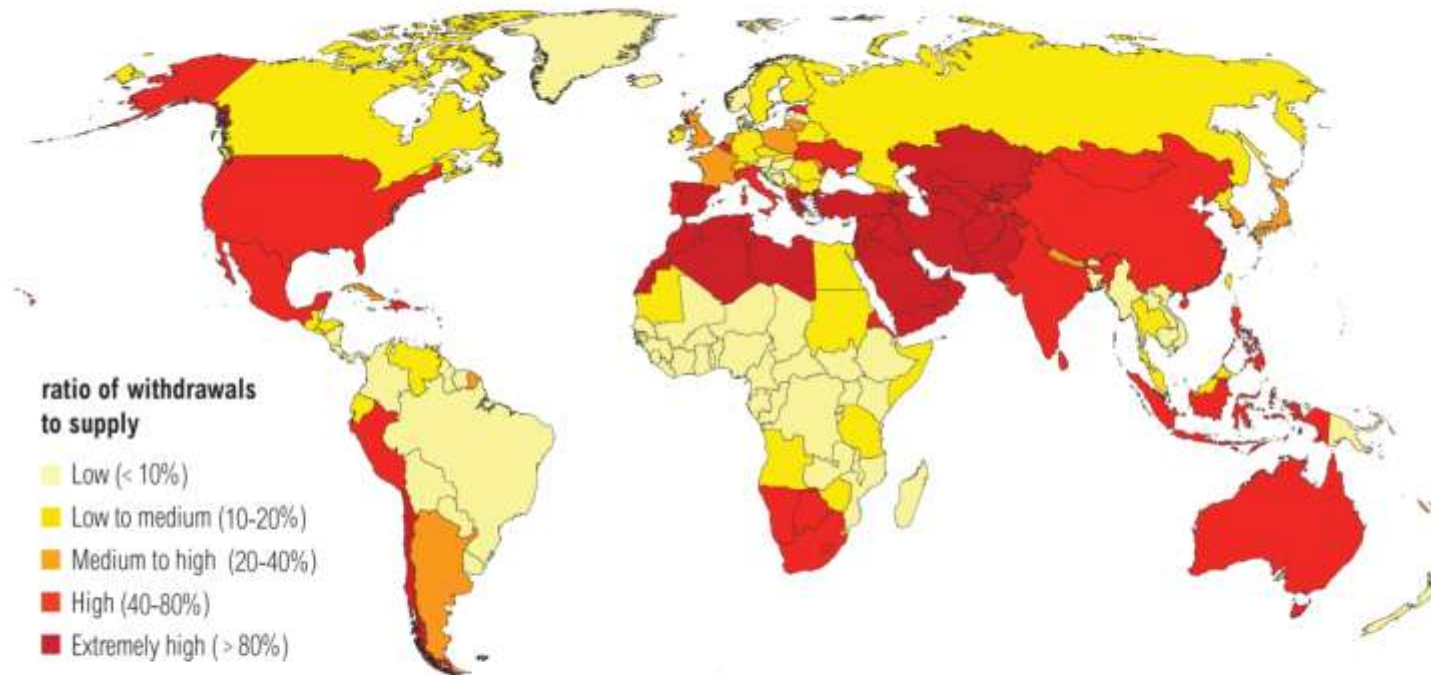 ratio of withdrawals
to supply
Low (< 10%)
Low to medium (10-20%)
Medium to high (20-40%)
High (40-80%)
Extremely high (> 80%)